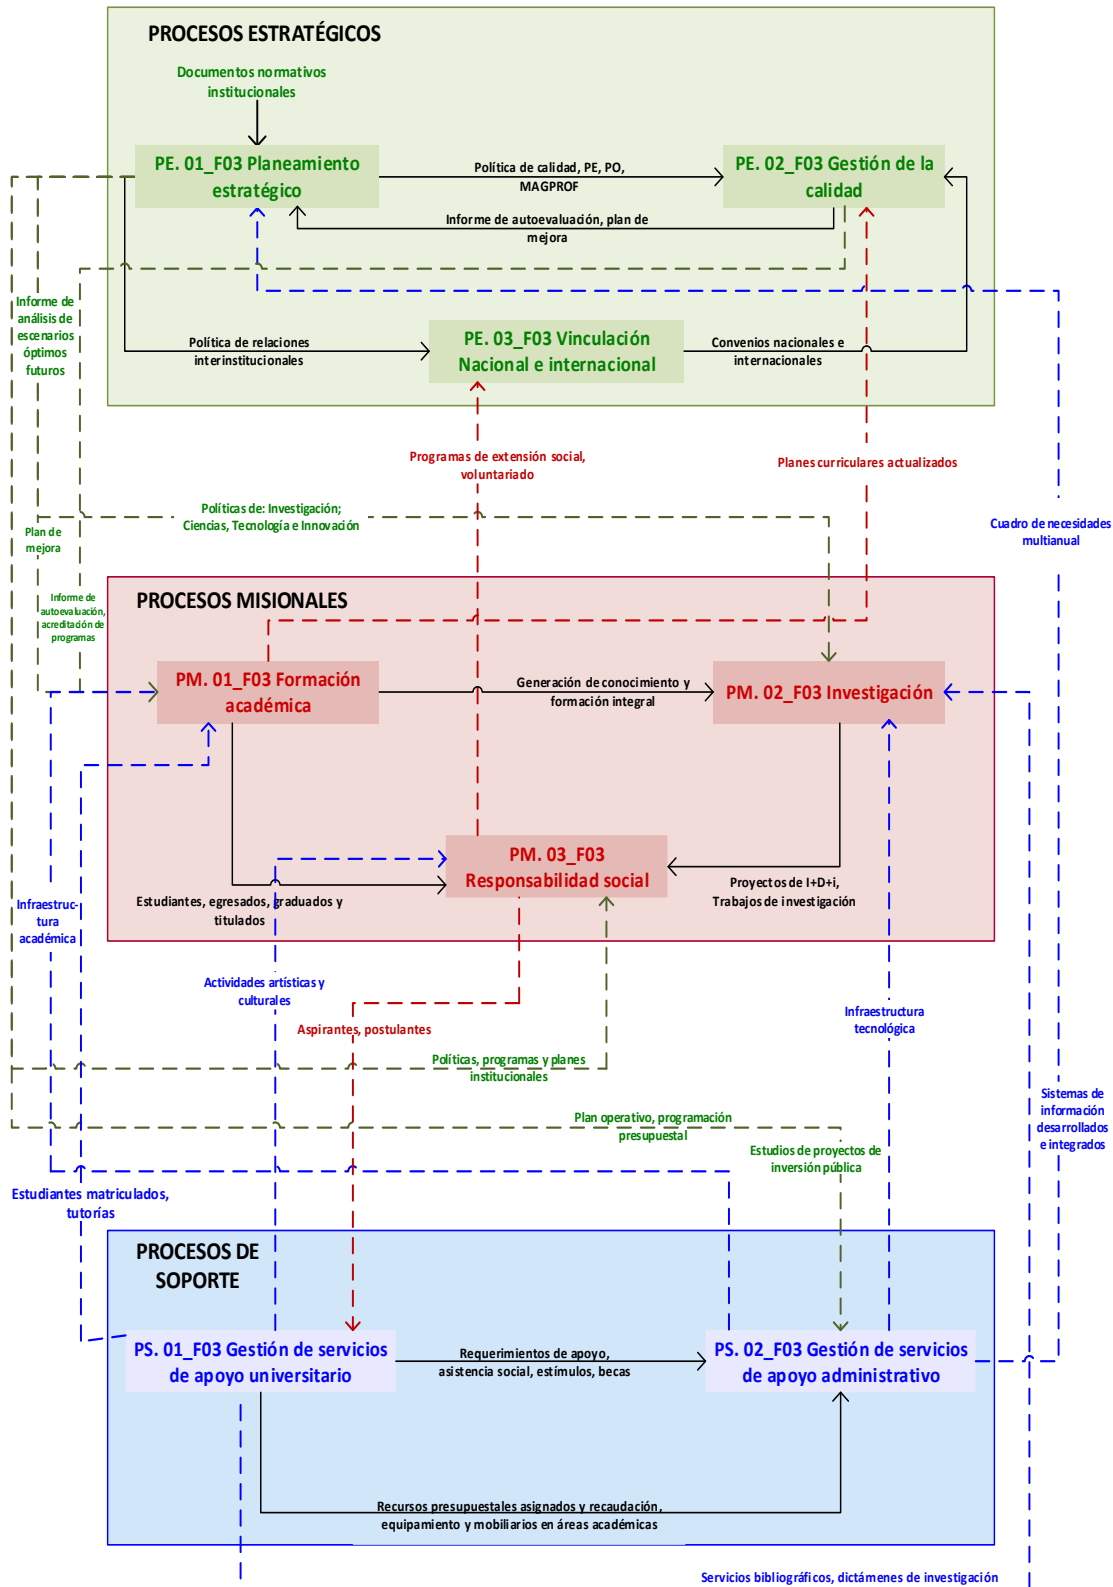 PROCESOS ESTRATÉGICOS
Documentos normativos
institucionales
PE. 01_F03 Planeamiento
estratégico
Política de calidad, PE, PO,
MAGPROF
PE. 02_F03 Gestión de la
calidad
Informe de autoevaluación, plan de
mejora
Informe de
análisis de
escenarios
óptimos
futuros
Política de relaciones
interinstitucionales
PE. 03_F03 Vinculación
Nacional e internacional
Convenios nacionales e
internacionales
Programas de extensión social,
voluntariado
Planes curriculares actualizados
Políticas de: Investigación;
Ciencias, Tecnología e Innovación
Cuadro de necesidades
multianual
Plan de
mejora
Informe de
autoevaluación,
acreditación de
programas
PROCESOS MISIONALES
PM. 01_F03 Formación
académica
Generación de conocimiento y
formación integral
PM. 02_F03 Investigación
PM. 03_F03
Responsabilidad social
Estudiantes, egresados, graduados y
titulados
Proyectos de I+D+i,
Trabajos de investigación
Infraestruc-
tura
académica
Actividades artísticas y
culturales
Infraestructura
tecnológica
Aspirantes, postulantes
Políticas, programas y planes
institucionales
Sistemas de
información
desarrollados
e integrados
Plan operativo, programación
presupuestal
Estudios de proyectos de
inversión pública
Estudiantes matriculados,
tutorías
PROCESOS DE
SOPORTE
PS. 01_F03 Gestión de servicios
de apoyo universitario
Requerimientos de apoyo,
asistencia social, estímulos, becas
PS. 02_F03 Gestión de servicios
de apoyo administrativo
Recursos presupuestales asignados y recaudación,
equipamiento y mobiliarios en áreas académicas
Servicios bibliográficos, dictámenes de investigación